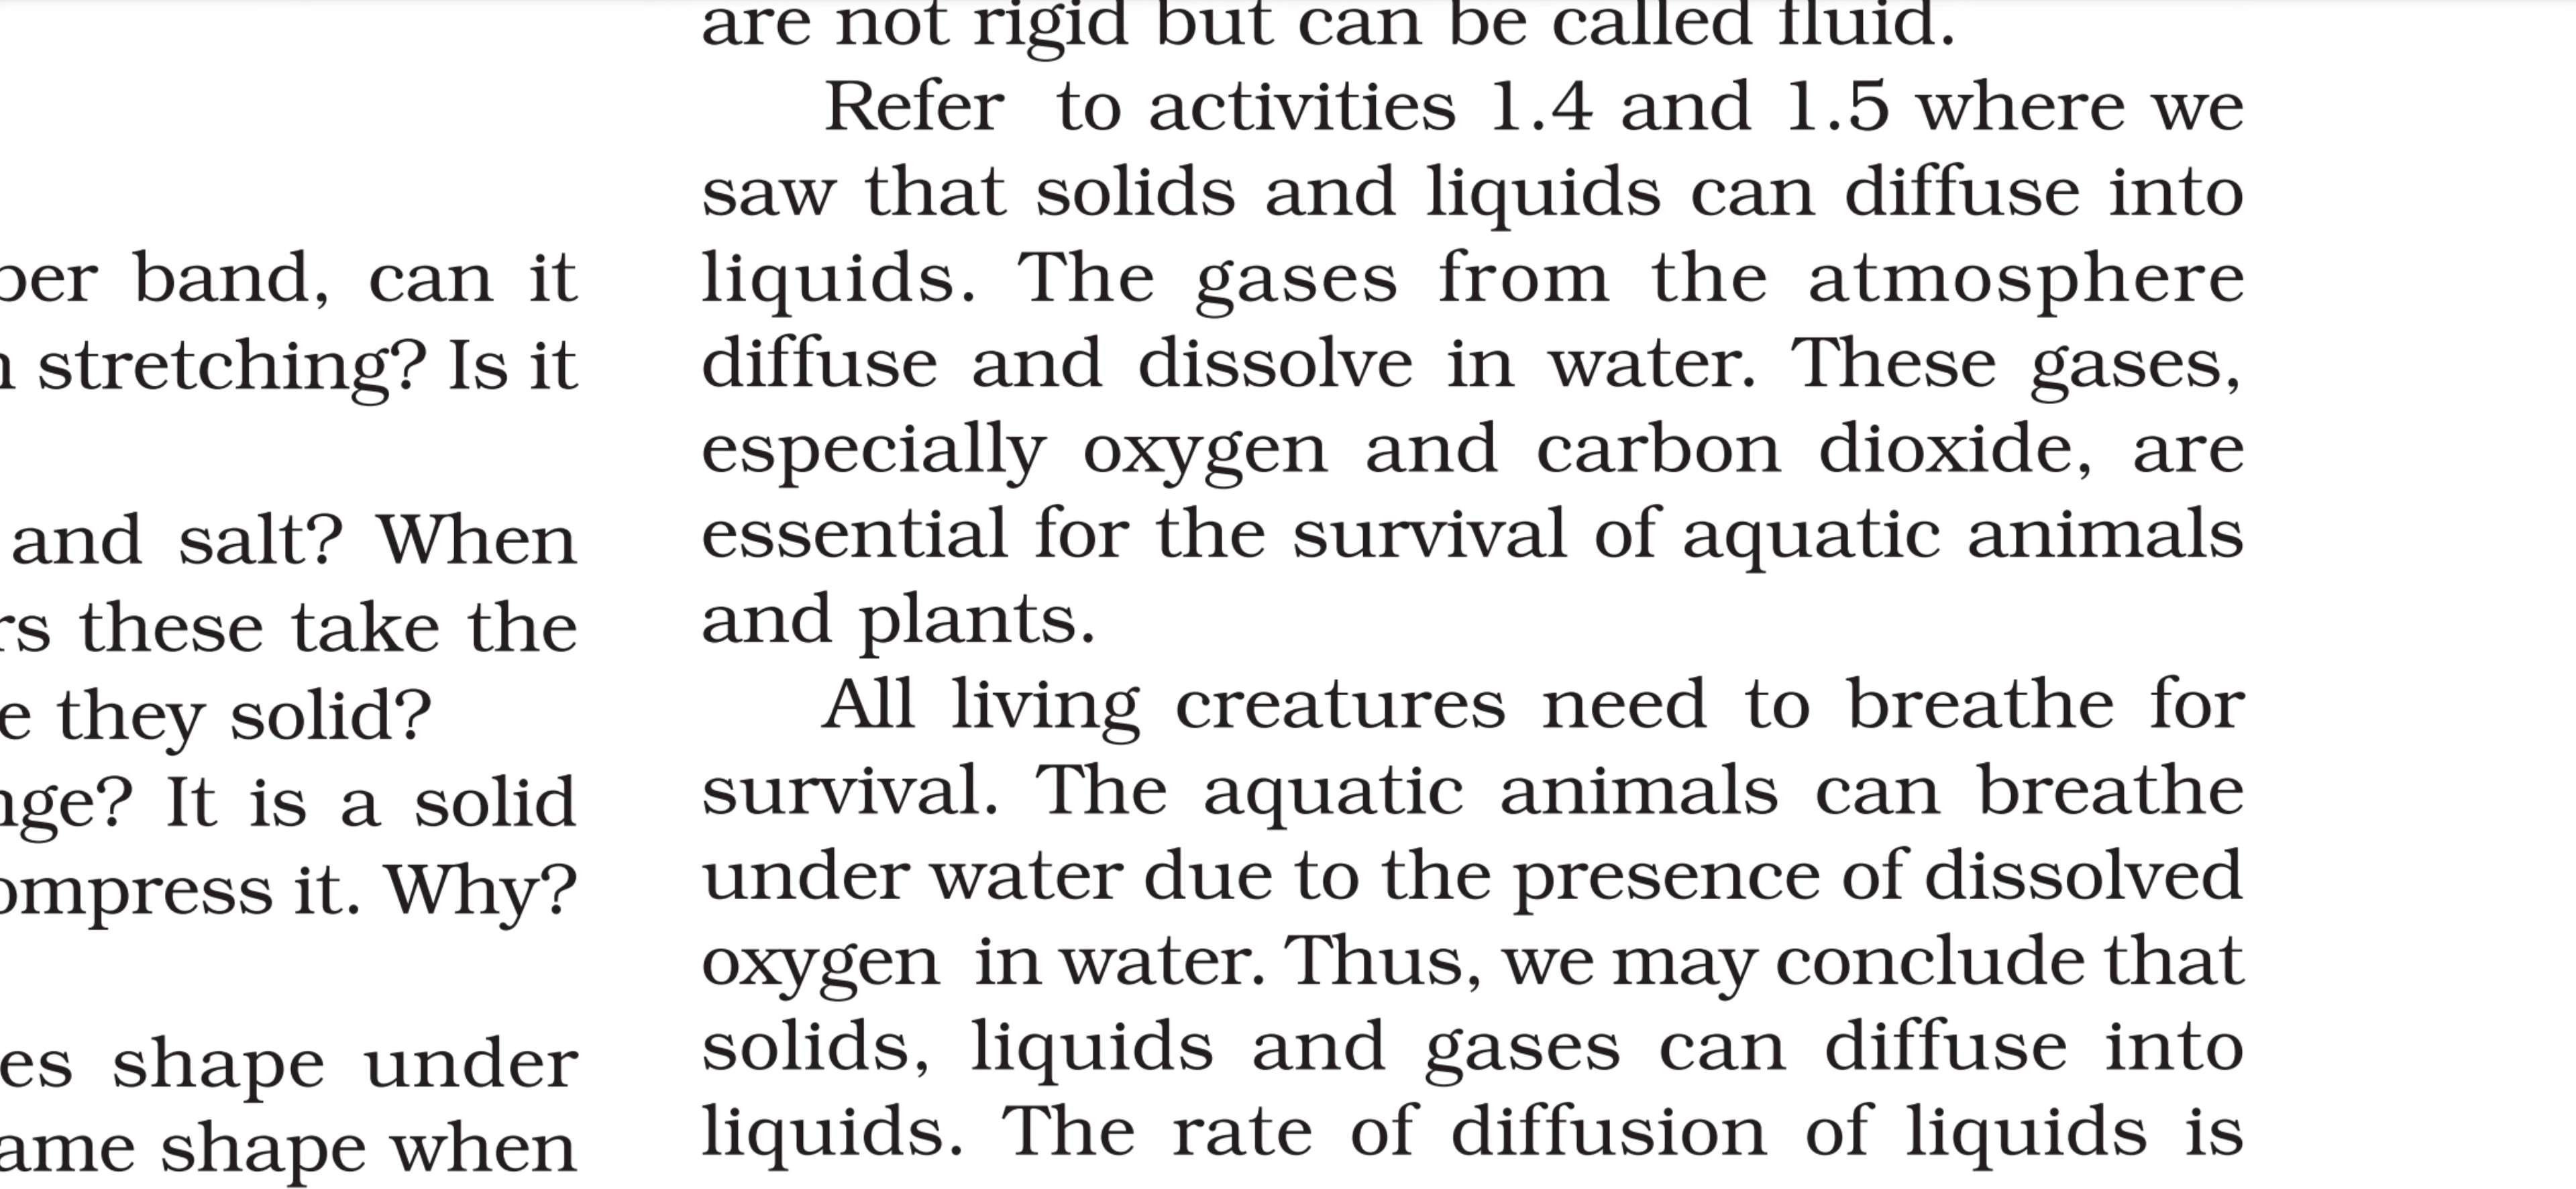 band, can it
stretching? Is it
and salt? When
these take the
they solid?
It is a solid
it. Why?
shape under
shape when
are not rigid but can be called fluid.
Refer to activities 1.4 and 1.5 where we
saw that solids and liquids can diffuse into
liquids. The gases from the atmosphere
diffuse and dissolve in water. These gases,
especially oxygen and carbon dioxide, are
essential for the survival of aquatic animals
and plants.
All living creatures need to breathe for
survival. The aquatic animals can breathe
under water due to the presence of dissolved
oxygen in water. Thus, we may conclude that
solids, liquids and gases can diffuse into
liquids. The rate of diffusion of liquids is